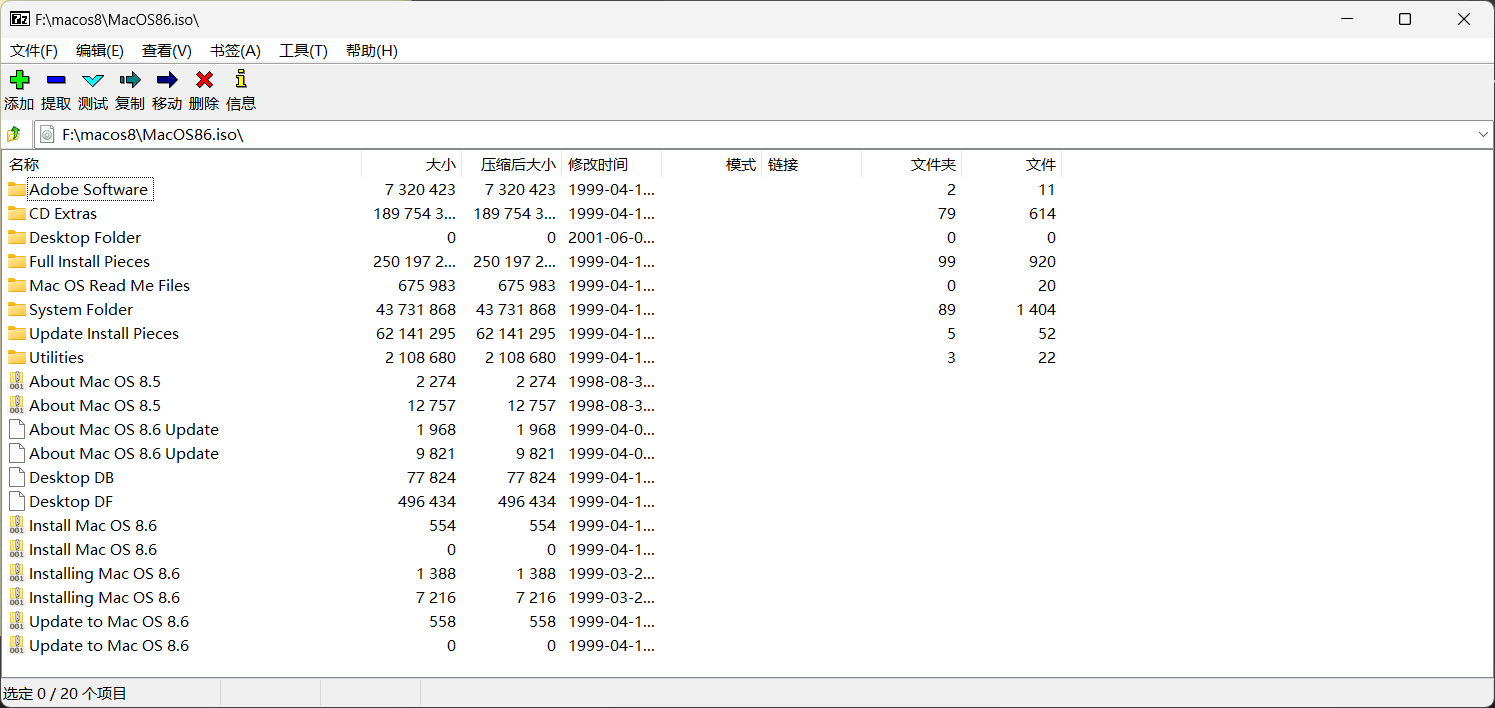 F:\macos8\MacOS86.iso\
文件(F) 编辑(E) 查看(V) 书签(A) 工具(T) 帮助(H)
添加 提取 测试 复制 移动 删除 信息
F:\macos8\MacOS86.iso\
名称 大小 压缩后大小 修改时间 模式 链接 文件夹 文件
Adobe Software 7 320 423 7 320 423 1999-04-1... 2 11
CD Extras 189 754 3... 189 754 3... 1999-04-1... 79 614
Desktop Folder 0 0 2001-06-0... 0 0
Full Install Pieces 250 197 2... 250 197 2... 1999-04-1... 99 920
Mac OS Read Me Files 675 983 675 983 1999-04-1... 0 20
System Folder 43 731 868 43 731 868 1999-04-1... 89 1 404
Update Install Pieces 62 141 295 62 141 295 1999-04-1... 5 52
Utilities 2 108 680 2 108 680 1999-04-1... 3 22
About Mac OS 8.5 2 274 2 274 1998-08-3...
About Mac OS 8.5 12 757 12 757 1998-08-3...
About Mac OS 8.6 Update 1 968 1 968 1999-04-0...
About Mac OS 8.6 Update 9 821 9 821 1999-04-0...
Desktop DB 77 824 77 824 1999-04-1...
Desktop DF 496 434 496 434 1999-04-1...
Install Mac OS 8.6 554 554 1999-04-1...
Install Mac OS 8.6 0 0 1999-04-1...
Installing Mac OS 8.6 1 388 1 388 1999-03-2...
Installing Mac OS 8.6 7 216 7 216 1999-03-2...
Update to Mac OS 8.6 558 558 1999-04-1...
Update to Mac OS 8.6 0 0 1999-04-1...
选定 0 / 20 个项目